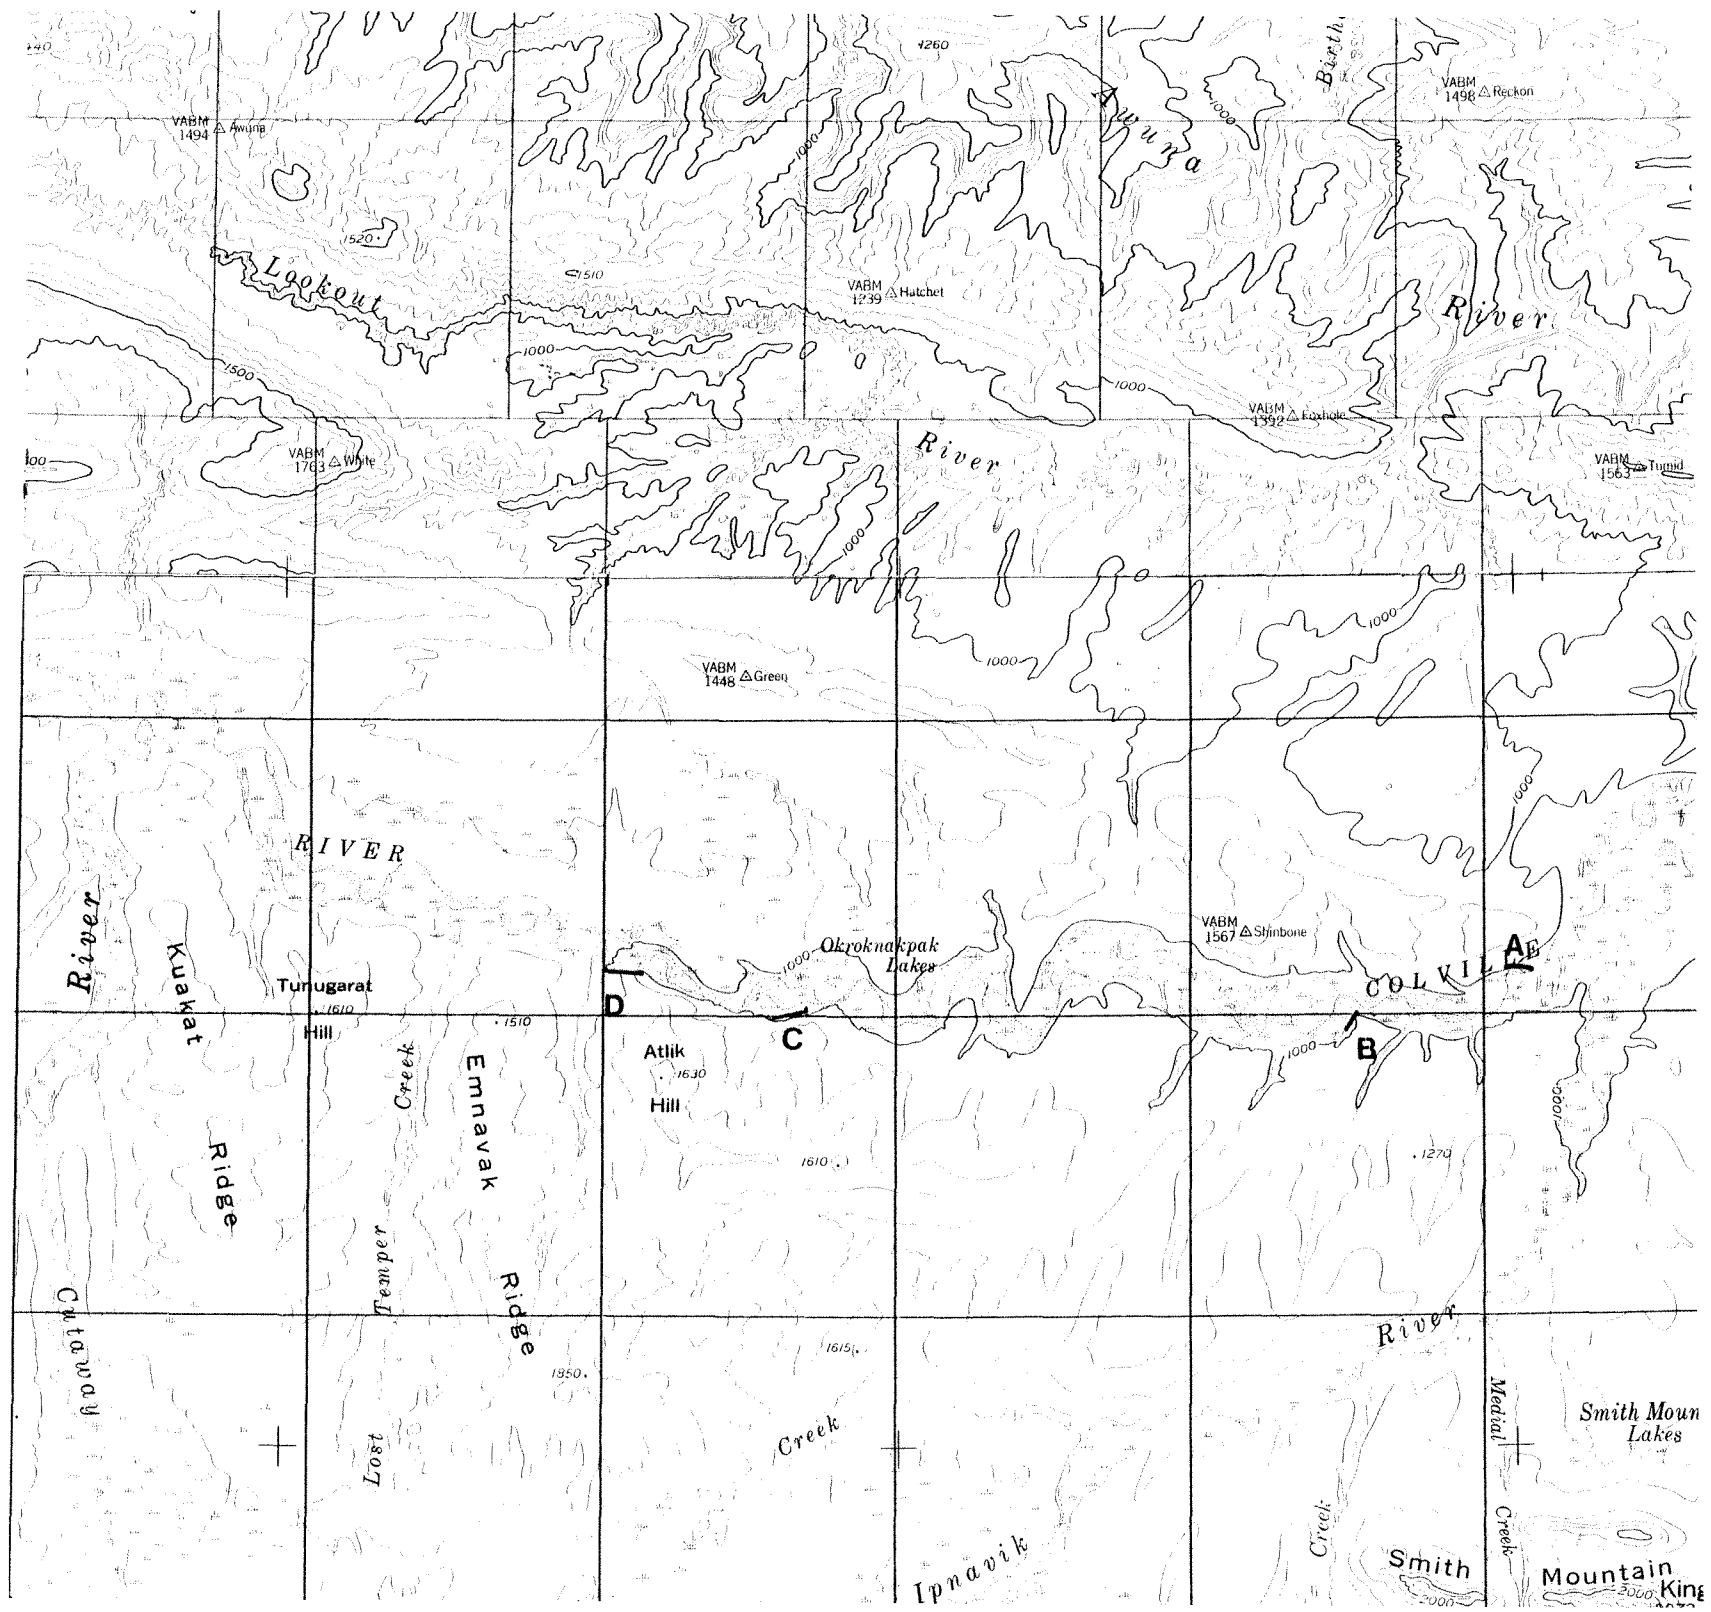 1260
Birth
VABM
1498 Reckon
VABM
1494 Awuna
1000
1000
Awuna
1520
Lookout
1510
VABM
1239 Hatchet
River
1500
1000
1000
VABM
1392 Foxhole
River
VABM
1763 White
VABM
1563 Tumid
1000
1000
1000
VABM
1448 Green
1000
RIVER
River
Kuakat
Ridge
VABM
1567 Shinbone
Okroknakpak
Lakes
1000
COLVILLE
A
Tunugarat
1610
Hill
D
1510
C
B
1000
Atlik
1630
Hill
Creek
Emnavak
Ridge
1000
1610
1270
Temper
Cutaway
River
1615
1850
Medial
Smith Moun
Lakes
Creek
Lost
Creek
Creek
Ipnavik
Smith
Mountain
2000
2000
King